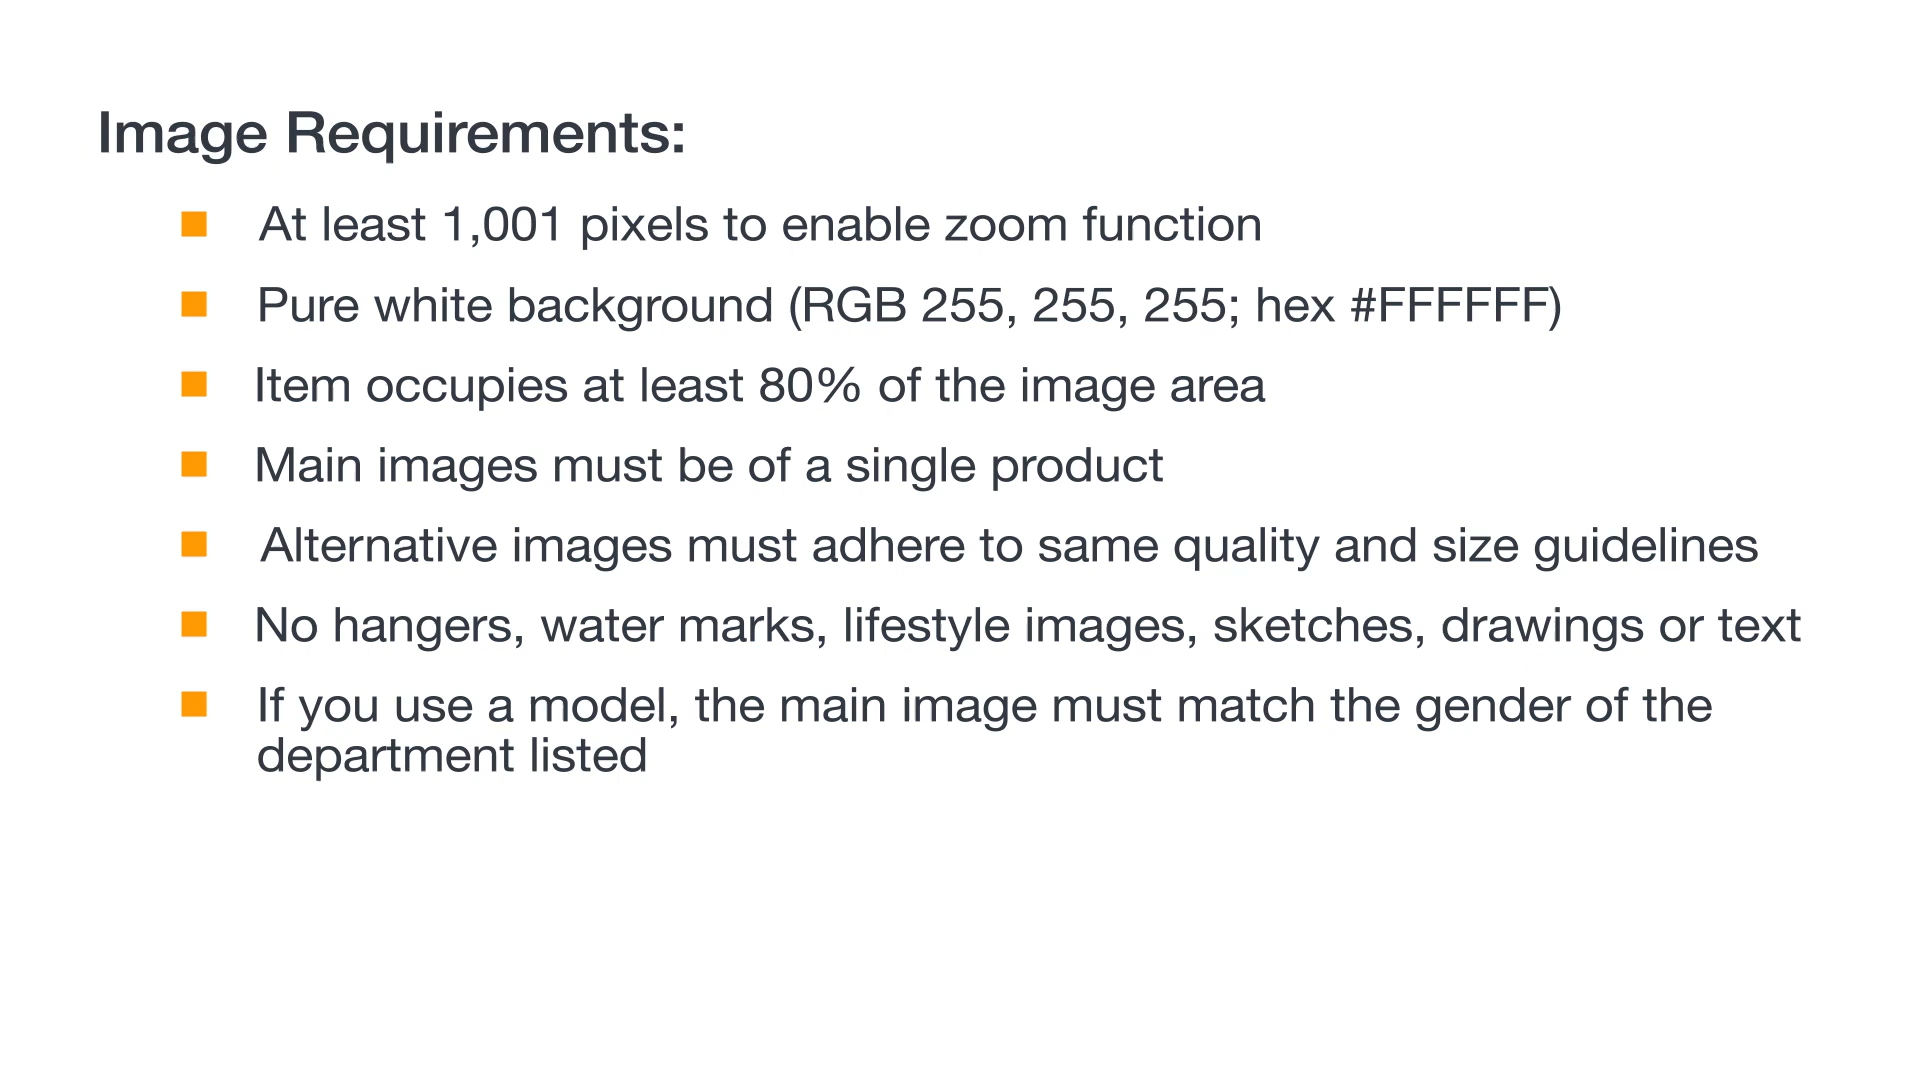 Image Requirements:
At least 1,001 pixels to enable zoom function
Pure white background (RGB 255, 255, 255; hex #FFFFFF)
Item occupies at least 80% of the image area
Main images must be of a single product
Alternative images must adhere to same quality and size guidelines
No hangers, water marks, lifestyle images, sketches, drawings or text
If you use a model, the main image must match the gender of the
department listed